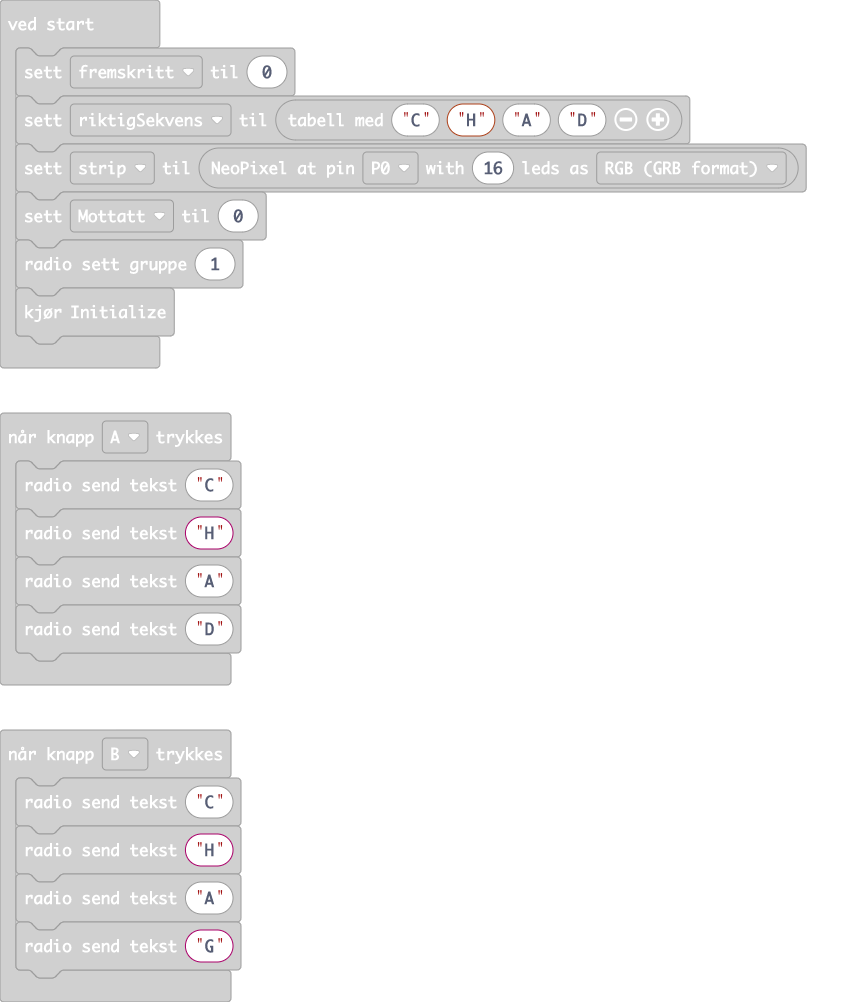 ved start
sett fremskritt til 0
sett riktigSekvens til tabell med "C" "H" "A" "D"
sett strip til NeoPixel at pin P0 with 16 leds as RGB (GRB format)
sett Mottatt til 0
radio sett gruppe 1
kjør Initialize
når knapp A trykkes
radio send tekst "C"
radio send tekst "H"
radio send tekst "A"
radio send tekst "D"
når knapp B trykkes
radio send tekst "C"
radio send tekst "H"
radio send tekst "A"
radio send tekst "G"